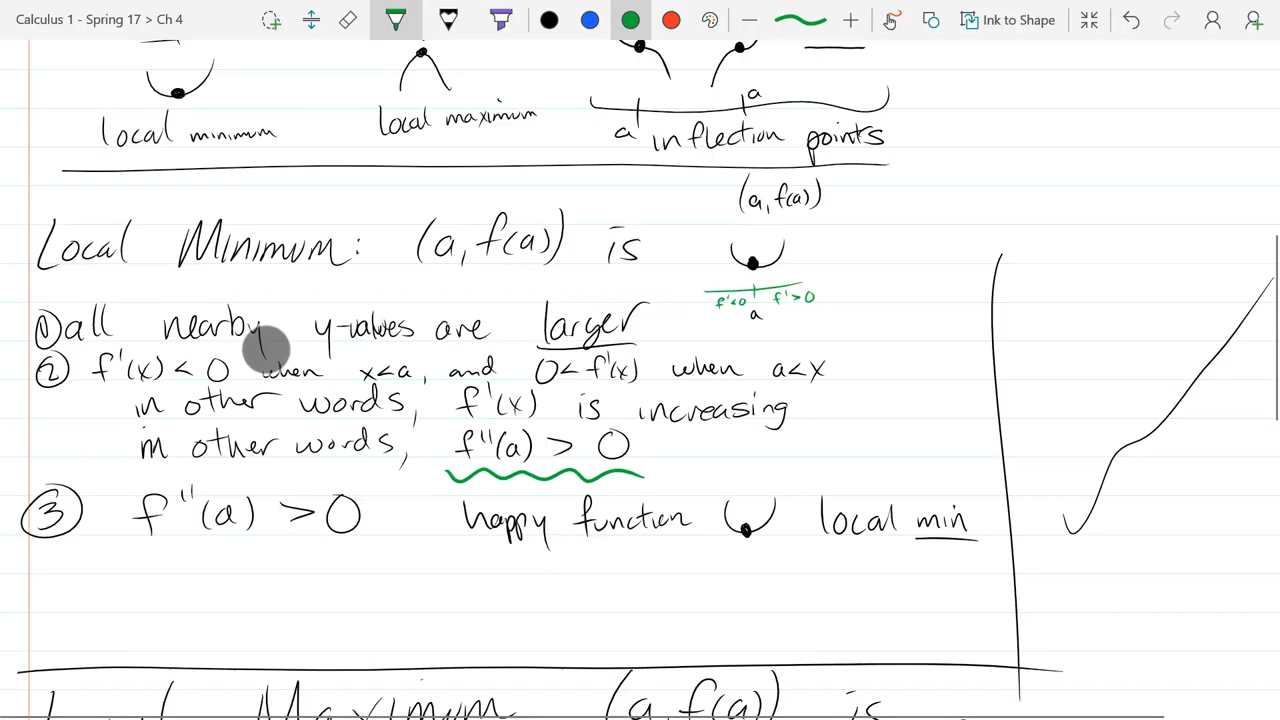 Calculus 1 - Spring 17 > Ch 4
Ink to Shape
local minimum
local maximum
a
a
inflection points
(a, f(a))
Local Minimum: (a, f(a)) is
f'<0 f'>0
a
① all nearby y-values are larger
② f'(x) < 0 when x<a, and 0<f'(x) when a<x
in other words, f'(x) is increasing
in other words, f''(a) > 0
③ f''(a) > 0 happy function local min
Local Maximum (a, f(a)) is